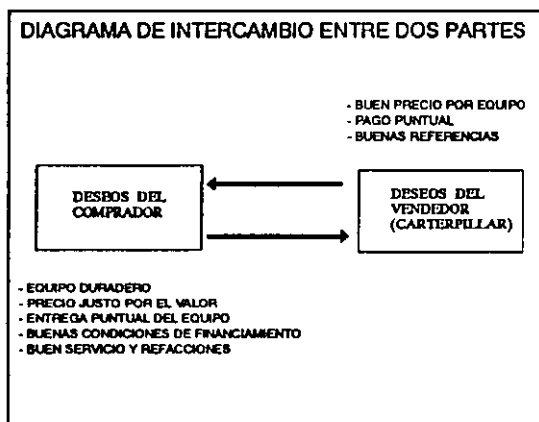 DIAGRAMA DE INTERCAMBIO ENTRE DOS PARTES
- BUEN PRECIO POR EQUIPO
- PAGO PUNTUAL
- BUENAS REFERENCIAS
DESEOS DEL
COMPRADOR
DESEOS DEL
VENDEDOR
(CARTERPILLAR)
- EQUIPO DURADERO
- PRECIO JUSTO POR EL VALOR
- ENTREGA PUNTUAL DEL EQUIPO
- BUENAS CONDICIONES DE FINANCIAMIENTO
- BUEN SERVICIO Y REFACCIONES